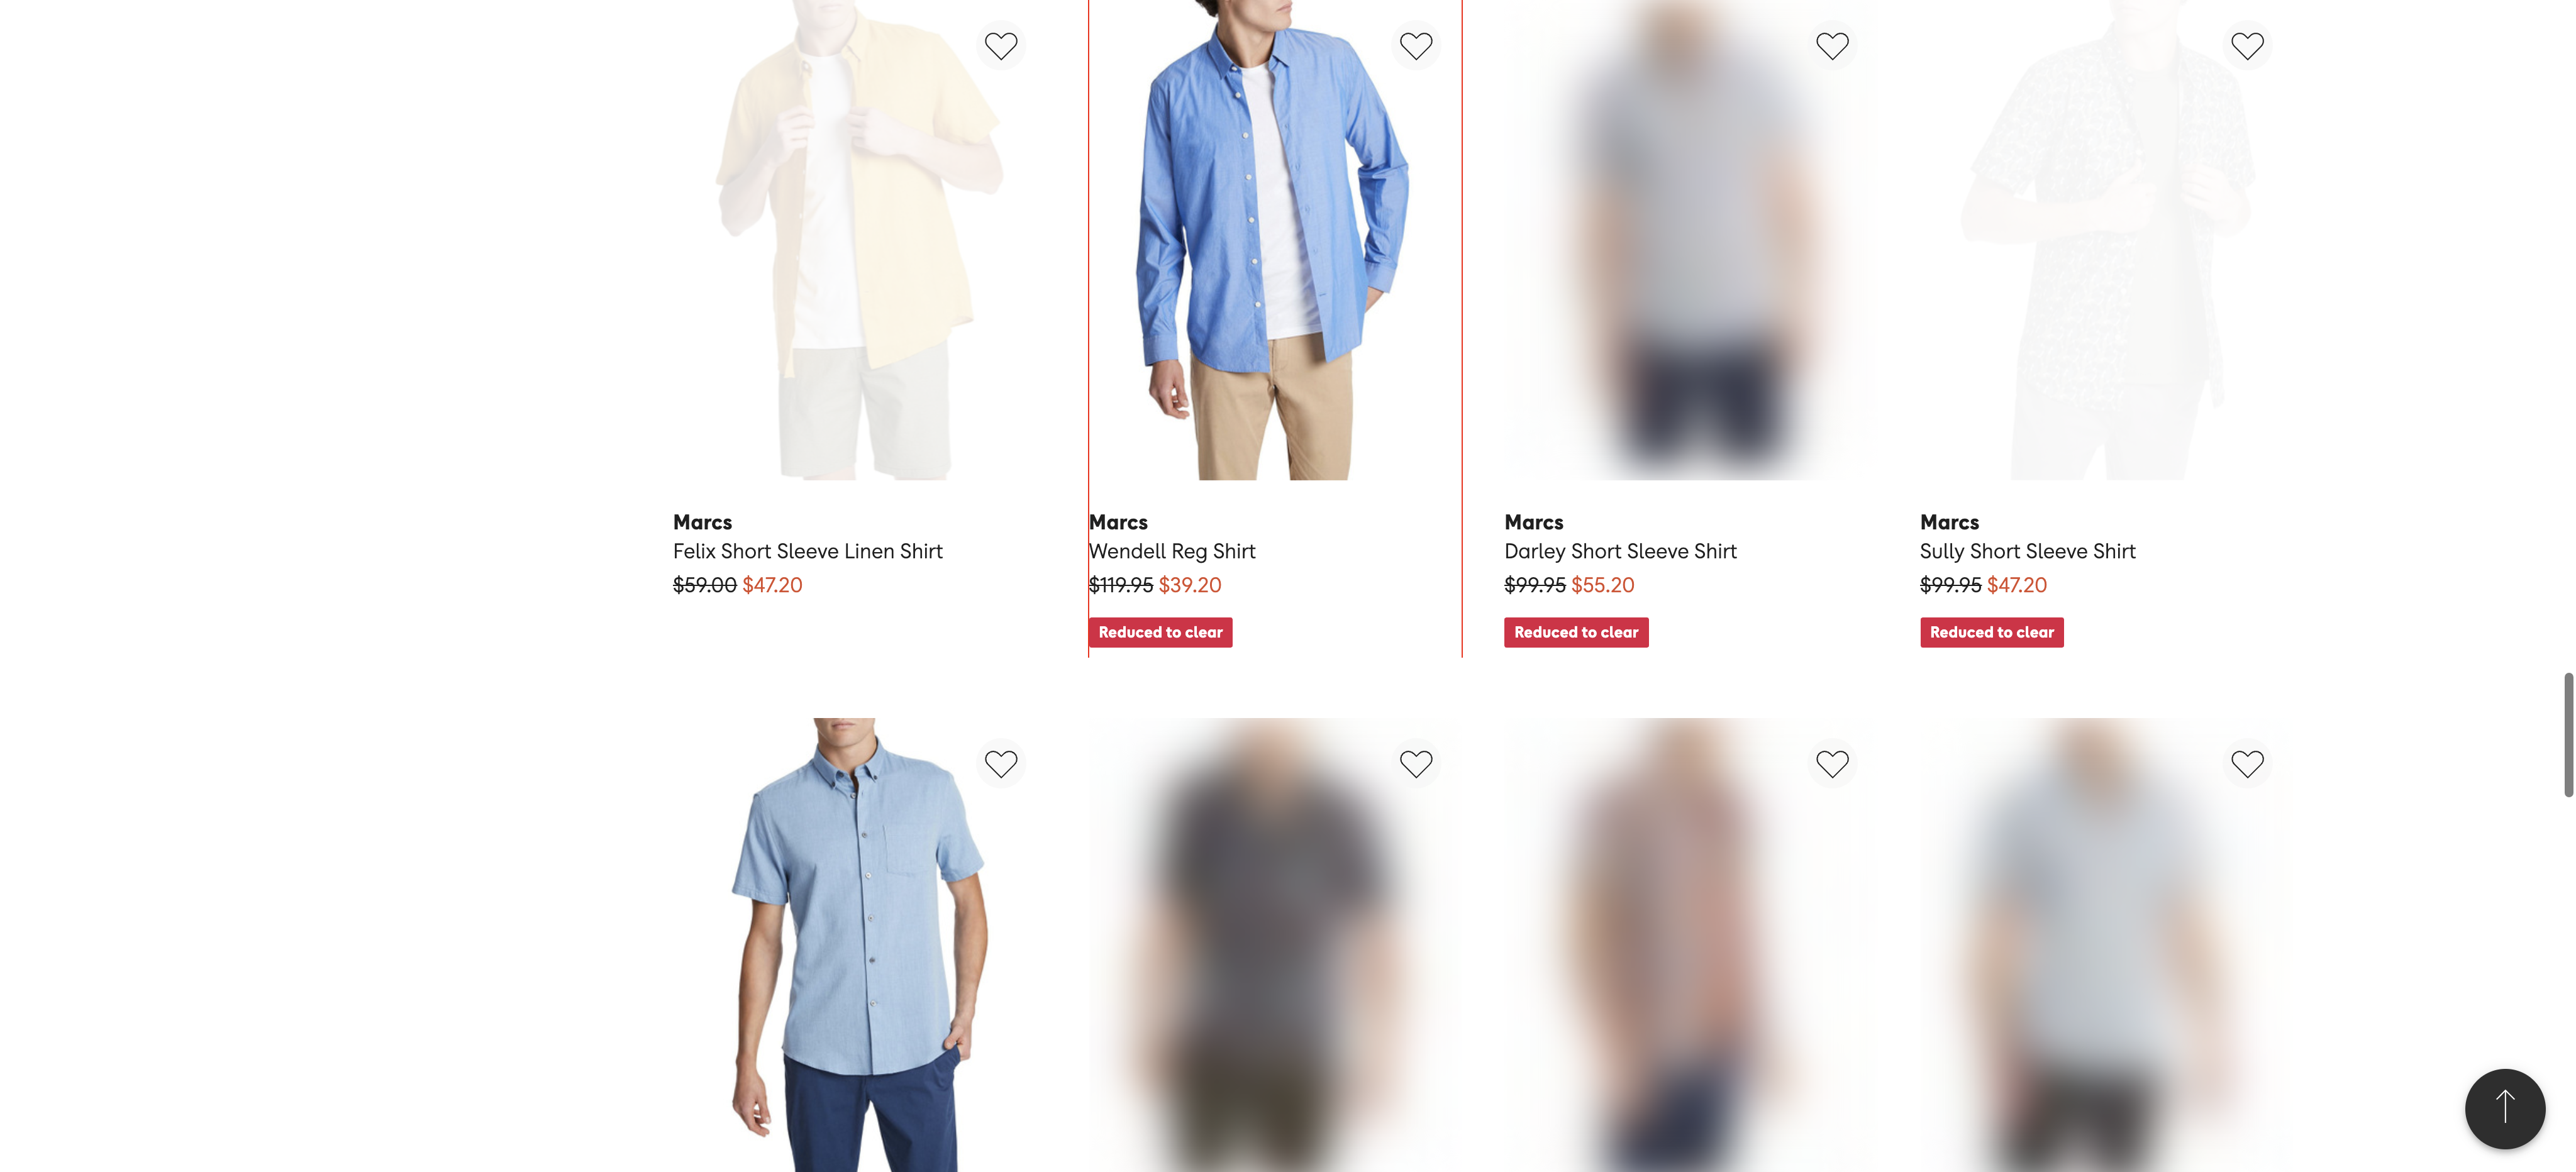 Marcs
Felix Short Sleeve Linen Shirt
$59.00 $47.20
Marcs
Wendell Reg Shirt
$119.95 $39.20
Reduced to clear
Marcs
Darley Short Sleeve Shirt
$99.95 $55.20
Reduced to clear
Marcs
Sully Short Sleeve Shirt
$99.95 $47.20
Reduced to clear